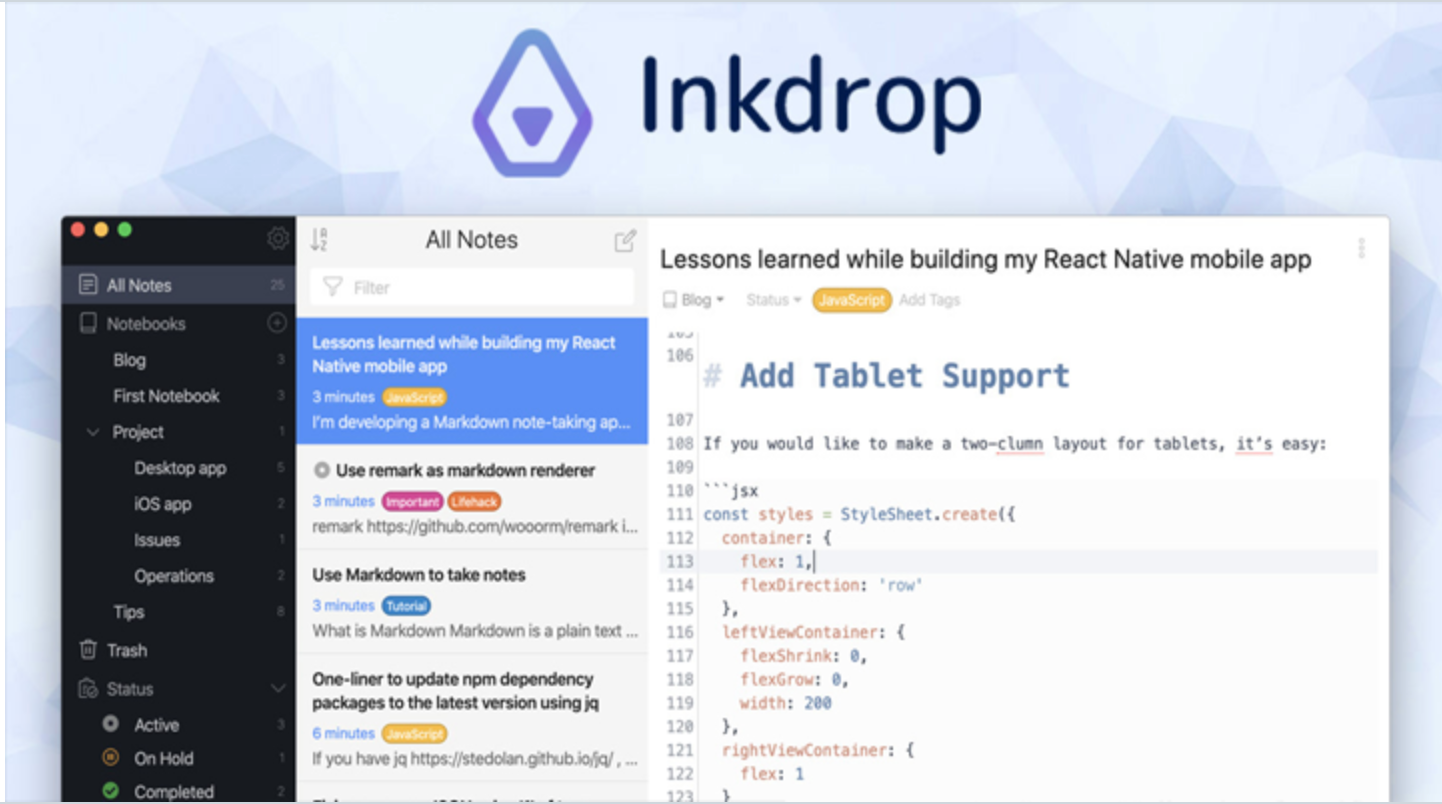 Inkdrop
All Notes 25
Notebooks
Blog 3
First Notebook 3
Project 1
Desktop app 5
iOS app 2
Issues 1
Operations 2
Tips 8
Trash
Status
Active 3
On Hold 1
Completed 2
All Notes
Filter
Lessons learned while building my React
Native mobile app
3 minutes JavaScript
I'm developing a Markdown note-taking ap...
Use remark as markdown renderer
3 minutes Important Lifehack
remark https://github.com/wooorm/remark i...
Use Markdown to take notes
3 minutes Tutorial
What is Markdown Markdown is a plain text ...
One-liner to update npm dependency
packages to the latest version using jq
6 minutes JavaScript
If you have jq https://stedolan.github.io/jq/ , ...
Lessons learned while building my React Native mobile app
Blog Status JavaScript Add Tags
105
106 # Add Tablet Support
107
108 If you would like to make a two-clumn layout for tablets, it's easy:
109
110 ```jsx
111 const styles = StyleSheet.create({
112 container: {
113 flex: 1,
114 flexDirection: 'row'
115 },
116 leftViewContainer: {
117 flexShrink: 0,
118 flexGrow: 0,
119 width: 200
120 },
121 rightViewContainer: {
122 flex: 1
123 }